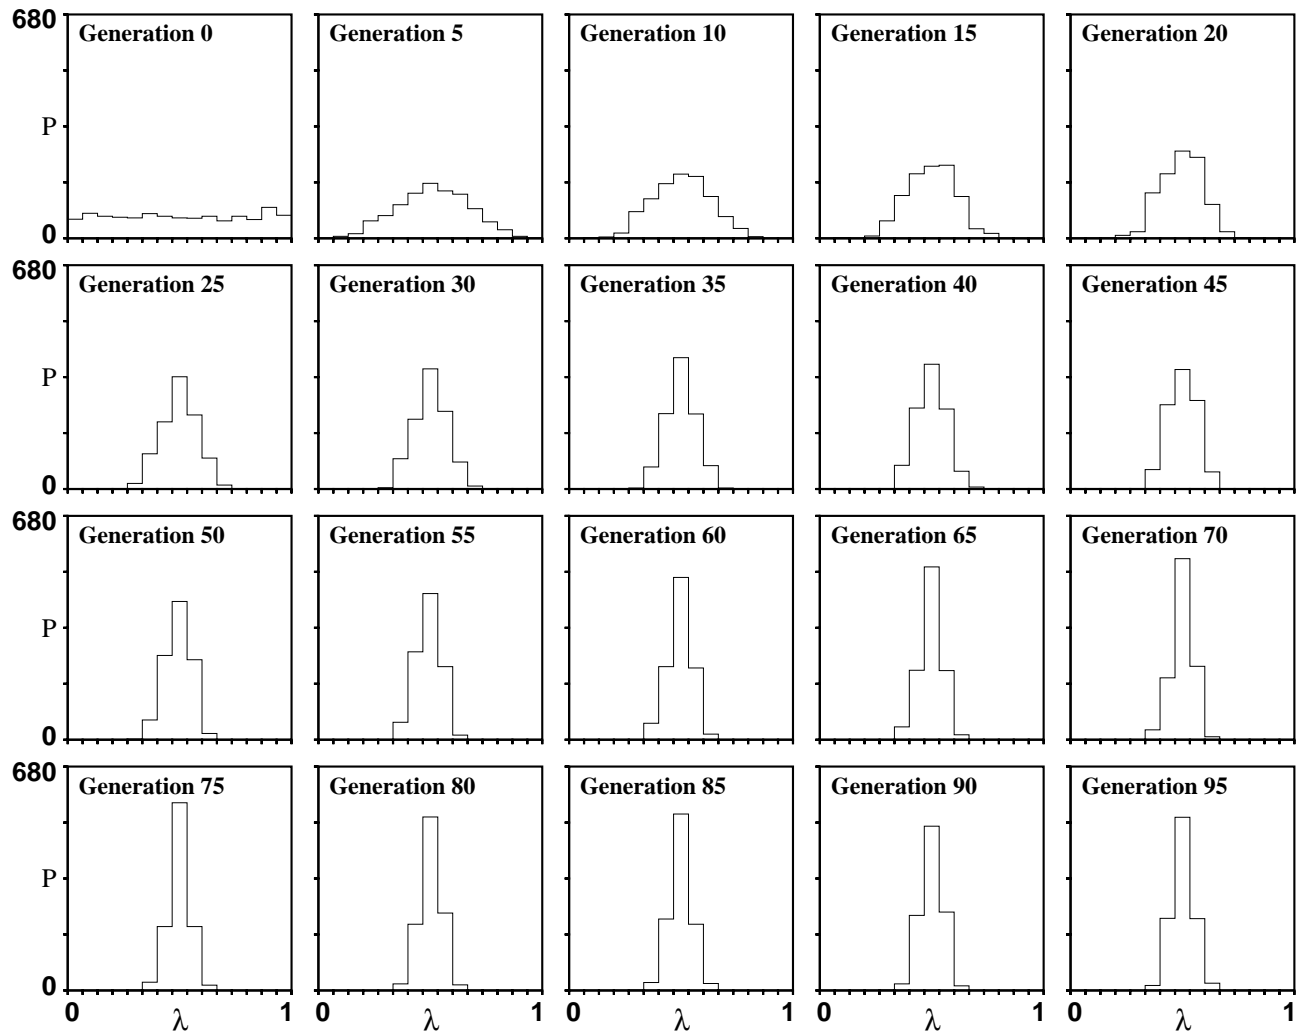 680
Generation 0
Generation 5
Generation 10
Generation 15
Generation 20
P
0
680
Generation 25
Generation 30
Generation 35
Generation 40
Generation 45
P
0
680
Generation 50
Generation 55
Generation 60
Generation 65
Generation 70
P
0
680
Generation 75
Generation 80
Generation 85
Generation 90
Generation 95
P
0
0 λ 1
0 λ 1
0 λ 1
0 λ 1
0 λ 1